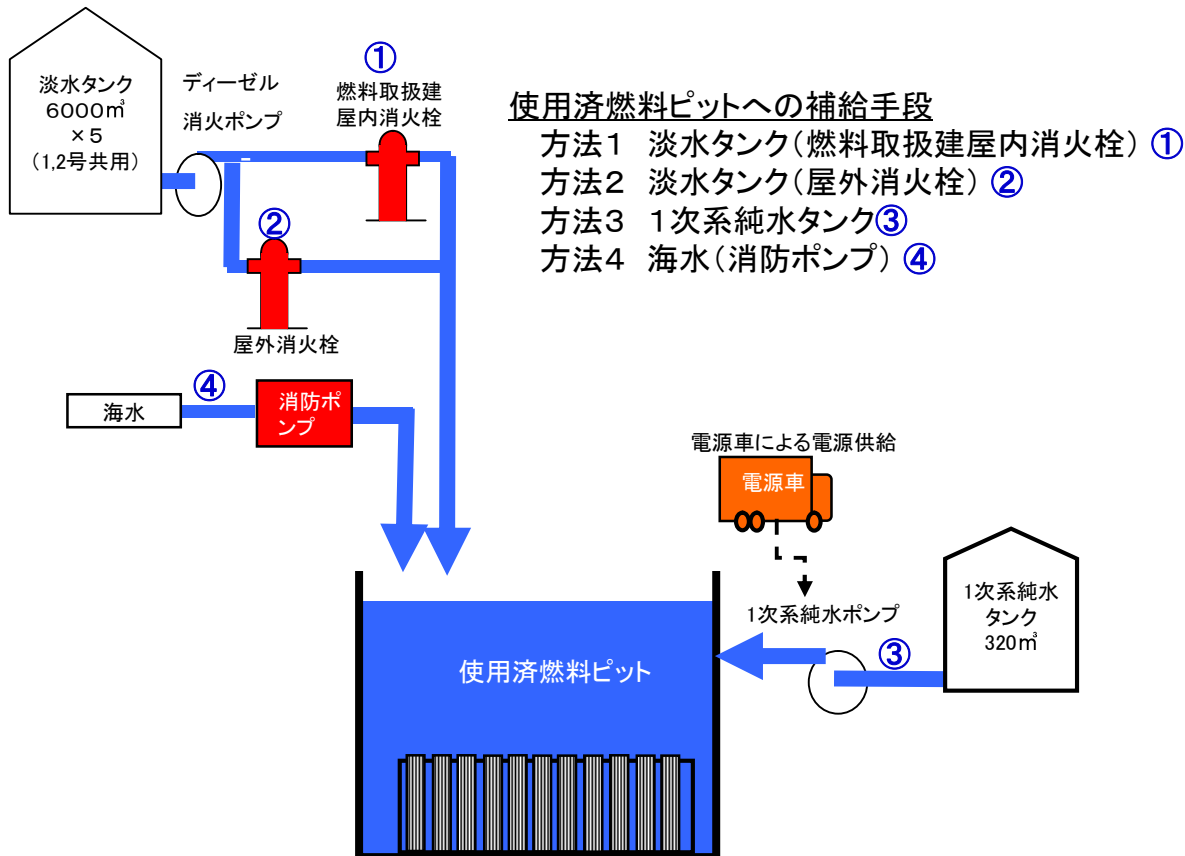 淡水タンク
6000㎥
×5
(1,2号共用)
ディーゼル
消火ポンプ
①
燃料取扱建
屋内消火栓
使用済燃料ピットへの補給手段
方法1 淡水タンク(燃料取扱建屋内消火栓) ①
方法2 淡水タンク(屋外消火栓) ②
方法3 1次系純水タンク③
方法4 海水(消防ポンプ) ④
②
屋外消火栓
④
海水
消防ポ
ンプ
電源車による電源供給
電源車
1次系純水ポンプ
③
1次系純水
タンク
320㎥
使用済燃料ピット